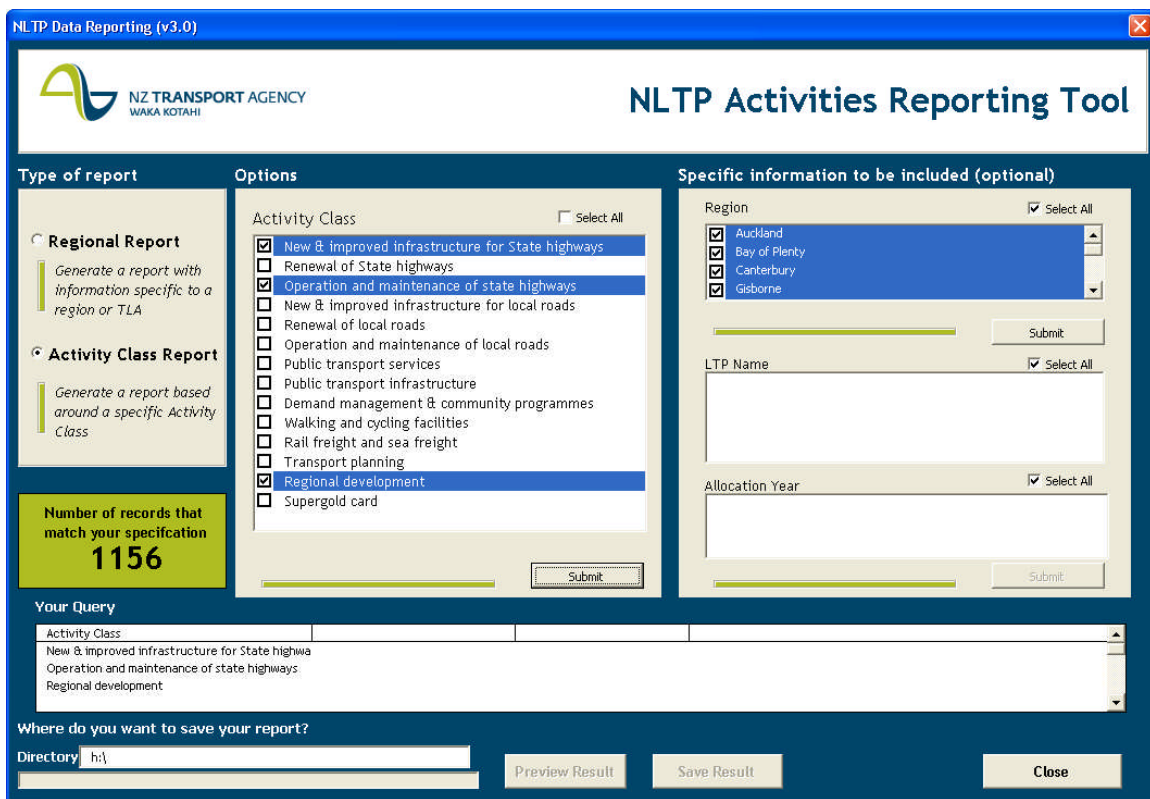 NLTP Data Reporting (v3.0)
NZ TRANSPORT AGENCY
WAKA KOTAHI
NLTP Activities Reporting Tool
Type of report
Regional Report
Generate a report with
information specific to a
region or TLA
Activity Class Report
Generate a report based
around a specific Activity
Class
Number of records that
match your specifcation
1156
Options
Activity Class
Select All
New & improved infrastructure for State highways
Renewal of State highways
Operation and maintenance of state highways
New & improved infrastructure for local roads
Renewal of local roads
Operation and maintenance of local roads
Public transport services
Public transport infrastructure
Demand management & community programmes
Walking and cycling facilities
Rail freight and sea freight
Transport planning
Regional development
Supergold card
Submit
Specific information to be included (optional)
Region
Select All
Auckland
Bay of Plenty
Canterbury
Gisborne
Submit
LTP Name
Select All
Allocation Year
Select All
Submit
Your Query
Activity Class
New & improved infrastructure for State highwa
Operation and maintenance of state highways
Regional development
Where do you want to save your report?
Directory h:\
Preview Result
Save Result
Close